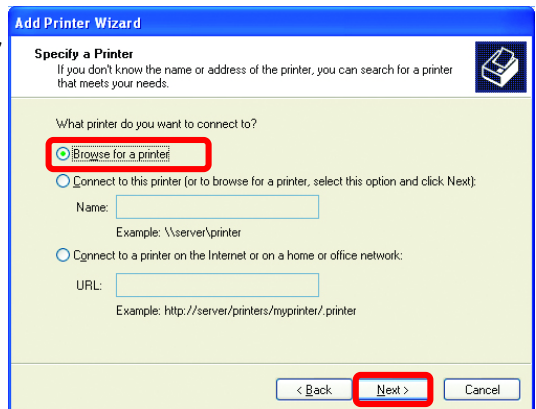 Add Printer Wizard
Specify a Printer
If you don't know the name or address of the printer, you can search for a printer
that meets your needs.
What printer do you want to connect to?
Browse for a printer
Connect to this printer (or to browse for a printer, select this option and click Next):
Name:
Example: \\server\printer
Connect to a printer on the Internet or on a home or office network:
URL:
Example: http://server/printers/myprinter/.printer
< Back Next > Cancel